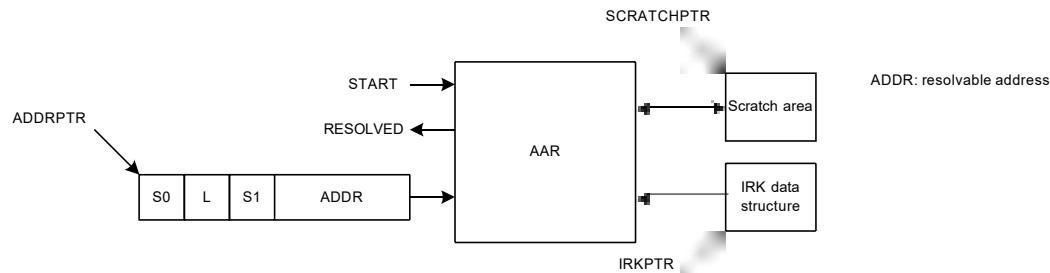 SCRATCHPTR
START
ADDR: resolvable address
Scratch area
ADDRPTR
RESOLVED
AAR
S0 L S1 ADDR
IRK data
structure
IRKPTR